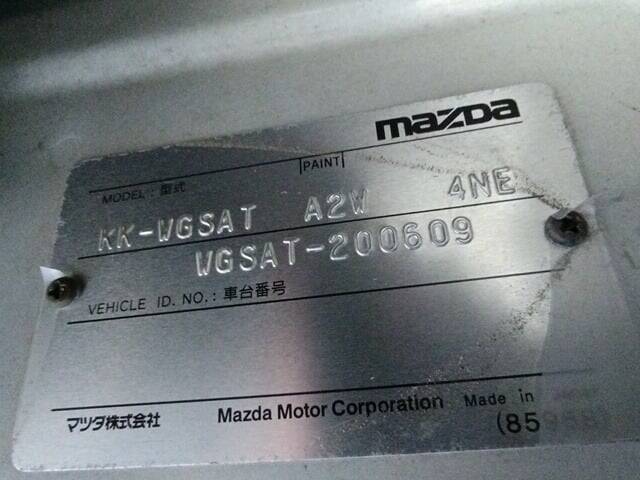 mazda
PAINT
MODEL : 型式
KK-WGSAT A2W 4NE
WGSAT-200609
VEHICLE ID. NO. : 車台番号
マツダ株式会社 Mazda Motor Corporation Made in
(85